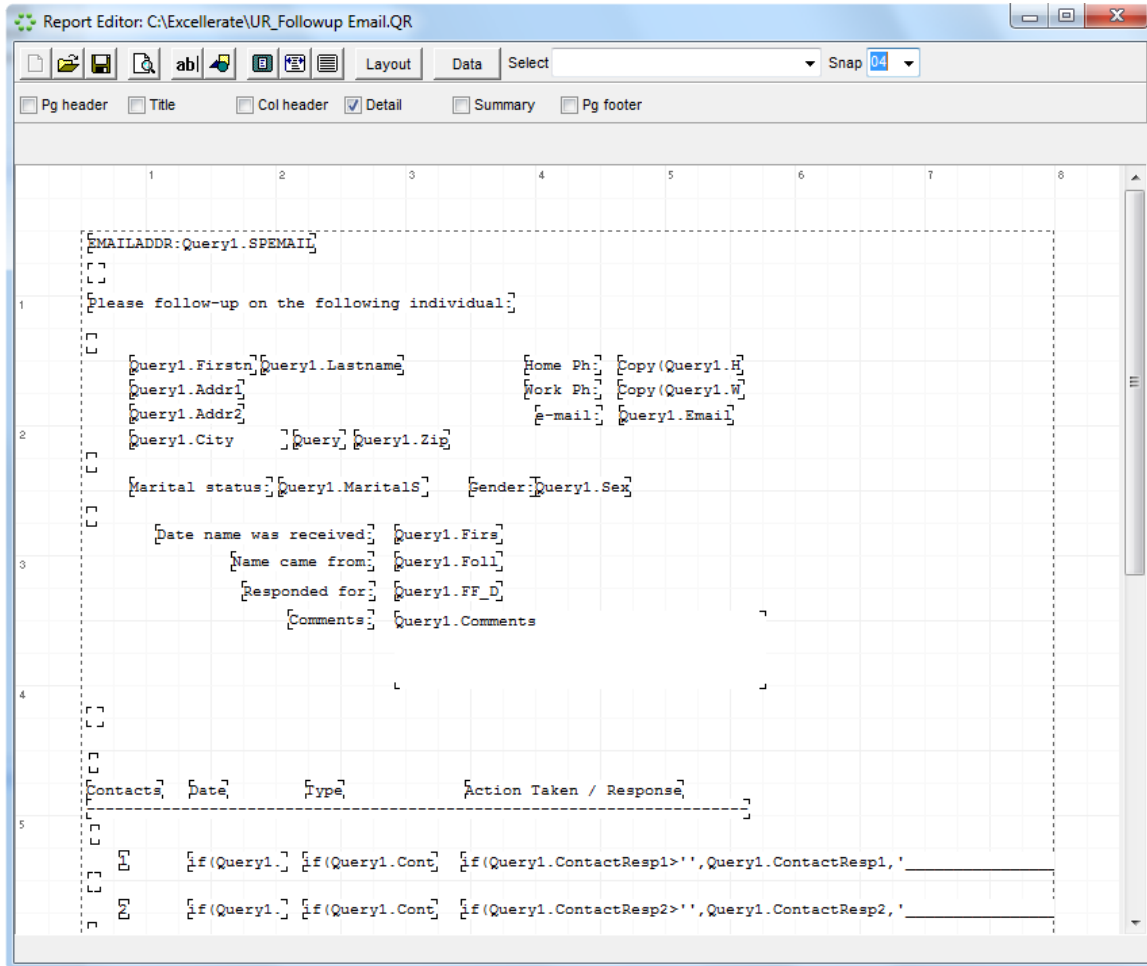 Report Editor: C:\Excellerate\UR_Followup Email.QR
ab| Layout Data Select Snap 04
Pg header Title Col header Detail Summary Pg footer
1 2 3 4 5 6 7 8
EMAILADDR:Query1.SPEMAIL
1 Please follow-up on the following individual:
Query1.Firstn Query1.Lastname Home Ph: Copy(Query1.H
Query1.Addr1 Work Ph: Copy(Query1.W
Query1.Addr2 e-mail: Query1.Email
2 Query1.City Query Query1.Zip
Marital status: Query1.MaritalS Gender: Query1.Sex
Date name was received: Query1.Firs
3 Name came from: Query1.Foll
Responded for: Query1.FF_D
Comments: Query1.Comments
4
Contacts Date Type Action Taken / Response
----------------------------------------------------------------------
5
1 if(Query1. if(Query1.Cont if(Query1.ContactResp1>'',Query1.ContactResp1,'___________________
2 if(Query1. if(Query1.Cont if(Query1.ContactResp2>'',Query1.ContactResp2,'___________________